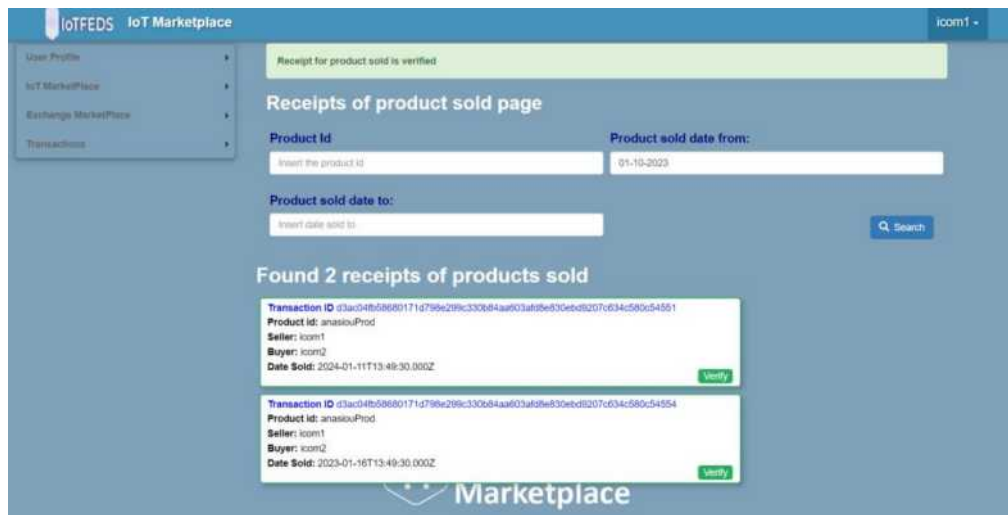 IoTFEDS IoT Marketplace
icom1
User Profile
IoT MarketPlace
Exchange MarketPlace
Transactions
Receipt for product sold is verified
Receipts of product sold page
Product Id
Product sold date from:
Insert the product id
01-10-2023
Product sold date to:
Insert date sold to
Search
Found 2 receipts of products sold
Transaction ID d3ac04fb58680171d798e299c330b84aa603afd8e830ebd9207c634c580c54551
Product id: anasiouProd
Seller: icom1
Buyer: icom2
Date Sold: 2024-01-11T13:49:30.000Z
Verify
Transaction ID d3ac04fb58680171d798e299c330b84aa603afd8e830ebd9207c634c580c54554
Product id: anasiouProd
Seller: icom1
Buyer: icom2
Date Sold: 2023-01-16T13:49:30.000Z
Verify
Marketplace